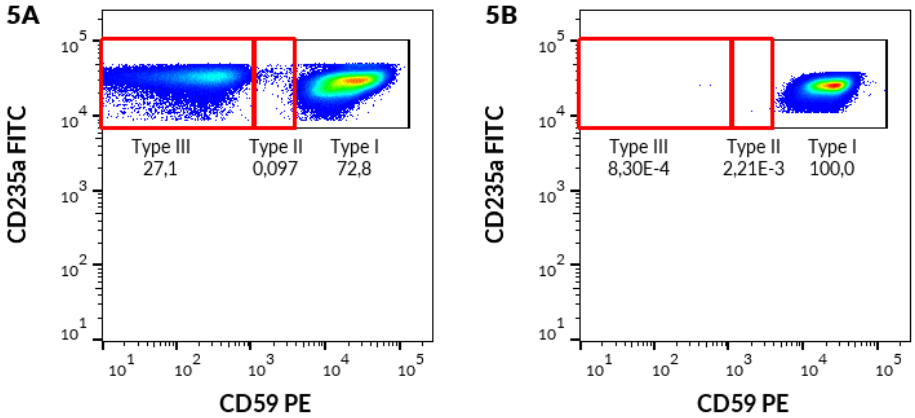 5A
5B
10^5
10^4
10^3
10^2
10^1
CD235a FITC
Type III
27,1
Type II
0,097
Type I
72,8
10^1 10^2 10^3 10^4 10^5
CD59 PE
10^5
10^4
10^3
10^2
10^1
CD235a FITC
Type III
8,30E-4
Type II
2,21E-3
Type I
100,0
10^1 10^2 10^3 10^4 10^5
CD59 PE